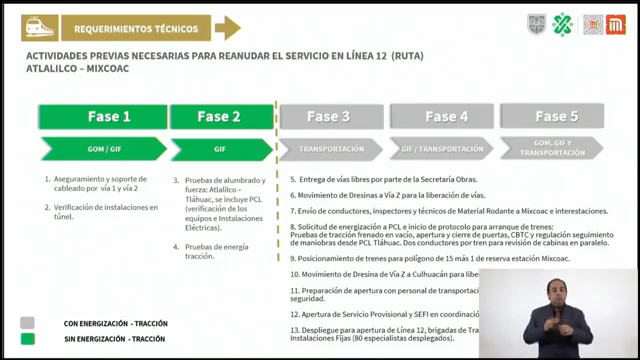 REQUERIMIENTOS TÉCNICOS
ACTIVIDADES PREVIAS NECESARIAS PARA REANUDAR EL SERVICIO EN LÍNEA 12 (RUTA)
ATLALILCO – MIXCOAC
Fase 1
Fase 2
Fase 3
Fase 4
Fase 5
GOM / GIF
GIF
TRANSPORTACIÓN
GIF / TRANSPORTACIÓN
GOM, GIF Y
TRANSPORTACIÓN
1. Aseguramiento y soporte de
cableado por vía 1 y vía 2
2. Verificación de instalaciones en
túnel.
3. Pruebas de alumbrado y
fuerza: Atlalilco –
Tláhuac, se incluye PCL
(verificación de los
equipos e Instalaciones
Eléctricas).
4. Pruebas de energía
tracción.
5. Entrega de vías libres por parte de la Secretaría Obras.
6. Movimiento de Dresinas a Vía Z para la liberación de vías.
7. Envío de conductores, inspectores y técnicos de Material Rodante a Mixcoac e interestaciones.
8. Solicitud de energización a PCL e inicio de protocolo para arranque de trenes:
Pruebas de tracción frenado en vacío, apertura y cierre de puertas, CBTC y regulación seguimiento
de maniobras desde PCL Tláhuac. Dos conductores por tren para revisión de cabinas en paralelo.
9. Posicionamiento de trenes para polígono de 15 más 1 de reserva estación Mixcoac.
10. Movimiento de Dresina de Vía Z a Culhuacán para
11. Preparación de apertura con personal de
seguridad.
12. Apertura de Servicio Provisional y SEFI en
13. Despliegue para apertura de Línea 12, brigadas de
Instalaciones Fijas (80 especialistas desplegados).
CON ENERGIZACIÓN - TRACCIÓN
SIN ENERGIZACIÓN - TRACCIÓN